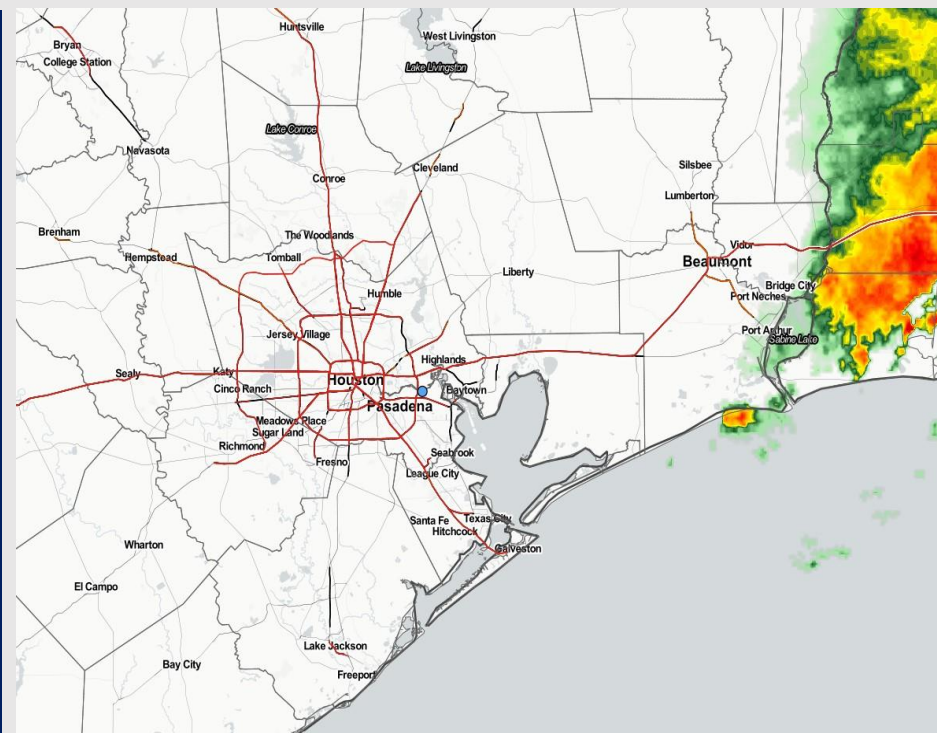 Huntsville
West Livingston
Bryan
College Station
Lake Livingston
Lake Conroe
Navasota
Cleveland
Silsbee
Conroe
Lumberton
Brenham
The Woodlands
Hempstead
Tomball
Vidor
Beaumont
Liberty
Bridge City
Humble
Port Neches
Jersey Village
Port Arthur
Sabine Lake
Highlands
Sealy
Katy
Houston
Cinco Ranch
Baytown
Pasadena
Meadows Place
Sugar Land
Richmond
Seabrook
Fresno
League City
Santa Fe
Texas City
Hitchcock
Wharton
Galveston
El Campo
Lake Jackson
Bay City
Freeport